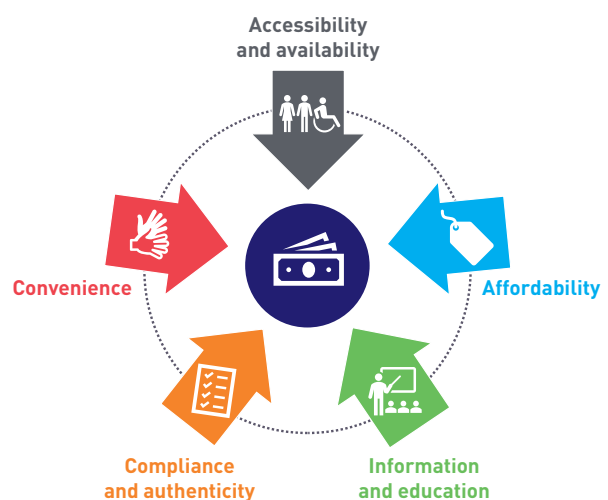 Accessibility
and availability
Convenience
Affordability
Compliance
and authenticity
Information
and education